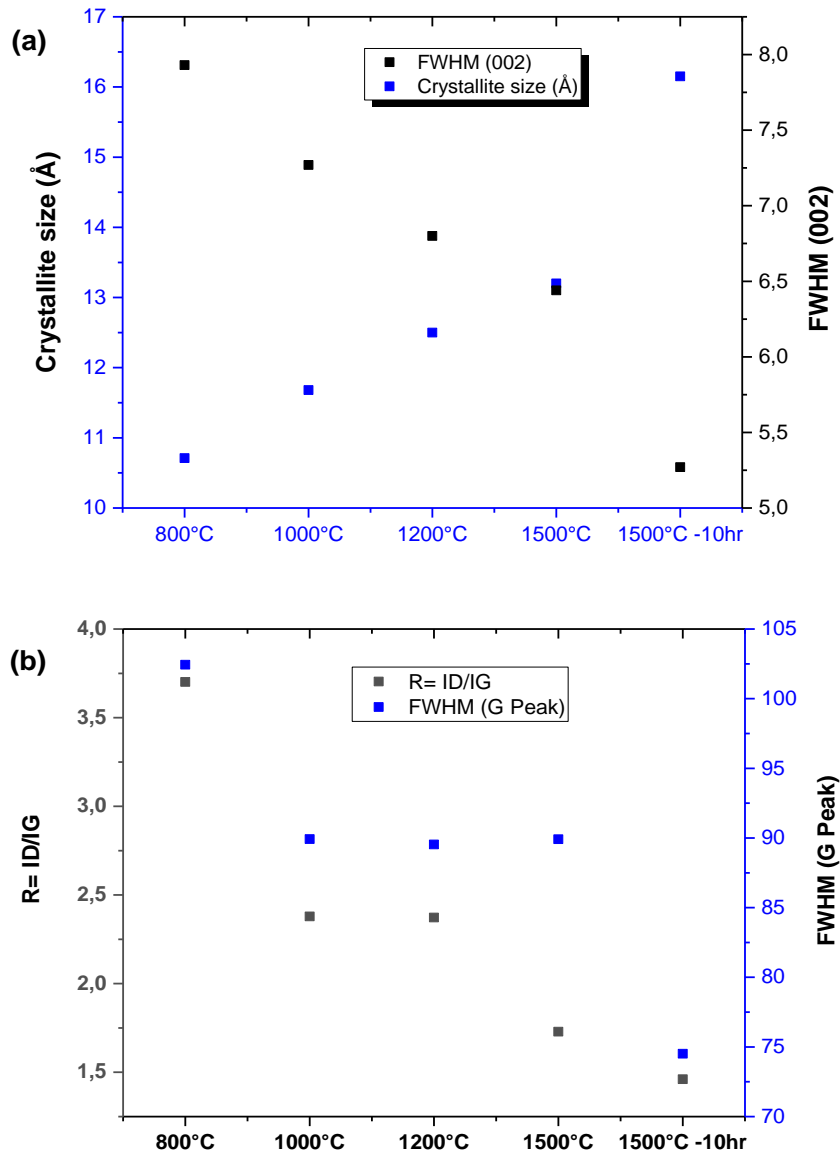 (a)
FWHM (002)
Crystallite size (Å)
17
16
15
14
13
12
11
10
Crystallite size (Å)
8,0
7,5
7,0
6,5
6,0
5,5
5,0
FWHM (002)
800°C 1000°C 1200°C 1500°C 1500°C -10hr
(b)
R= ID/IG
FWHM (G Peak)
4,0
3,5
3,0
2,5
2,0
1,5
R= ID/IG
105
100
95
90
85
80
75
70
FWHM (G Peak)
800°C 1000°C 1200°C 1500°C 1500°C -10hr